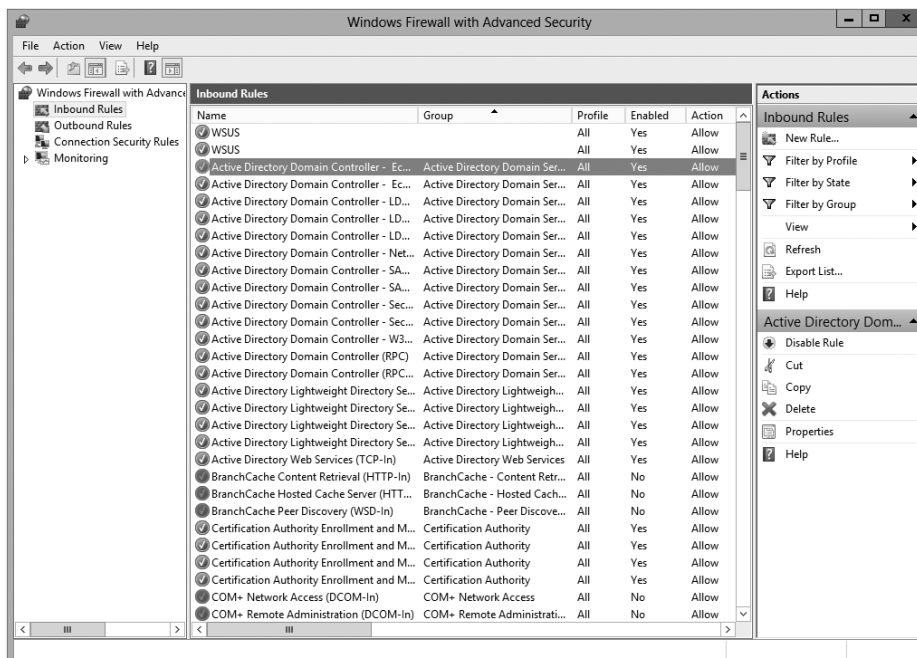 Windows Firewall with Advanced Security
File Action View Help
Windows Firewall with Advance
Inbound Rules
Outbound Rules
Connection Security Rules
Monitoring
Inbound Rules
Name Group Profile Enabled Action
WSUS All Yes Allow
WSUS All Yes Allow
Active Directory Domain Controller - Ec... Active Directory Domain Ser... All Yes Allow
Active Directory Domain Controller - Ec... Active Directory Domain Ser... All Yes Allow
Active Directory Domain Controller - LD... Active Directory Domain Ser... All Yes Allow
Active Directory Domain Controller - LD... Active Directory Domain Ser... All Yes Allow
Active Directory Domain Controller - LD... Active Directory Domain Ser... All Yes Allow
Active Directory Domain Controller - Net... Active Directory Domain Ser... All Yes Allow
Active Directory Domain Controller - SA... Active Directory Domain Ser... All Yes Allow
Active Directory Domain Controller - SA... Active Directory Domain Ser... All Yes Allow
Active Directory Domain Controller - Sec... Active Directory Domain Ser... All Yes Allow
Active Directory Domain Controller - Sec... Active Directory Domain Ser... All Yes Allow
Active Directory Domain Controller - W3... Active Directory Domain Ser... All Yes Allow
Active Directory Domain Controller (RPC) Active Directory Domain Ser... All Yes Allow
Active Directory Domain Controller (RPC... Active Directory Domain Ser... All Yes Allow
Active Directory Lightweight Directory Se... Active Directory Lightweigh... All Yes Allow
Active Directory Lightweight Directory Se... Active Directory Lightweigh... All Yes Allow
Active Directory Lightweight Directory Se... Active Directory Lightweigh... All Yes Allow
Active Directory Lightweight Directory Se... Active Directory Lightweigh... All Yes Allow
Active Directory Web Services (TCP-In) Active Directory Web Services All Yes Allow
BranchCache Content Retrieval (HTTP-In) BranchCache - Content Retr... All No Allow
BranchCache Hosted Cache Server (HTT... BranchCache - Hosted Cach... All No Allow
BranchCache Peer Discovery (WSD-In) BranchCache - Peer Discove... All No Allow
Certification Authority Enrollment and M... Certification Authority All Yes Allow
Certification Authority Enrollment and M... Certification Authority All Yes Allow
Certification Authority Enrollment and M... Certification Authority All Yes Allow
Certification Authority Enrollment and M... Certification Authority All Yes Allow
COM+ Network Access (DCOM-In) COM+ Network Access All No Allow
COM+ Remote Administration (DCOM-In) COM+ Remote Administrati... All No Allow
Actions
Inbound Rules
New Rule...
Filter by Profile
Filter by State
Filter by Group
View
Refresh
Export List...
Help
Active Directory Dom...
Disable Rule
Cut
Copy
Delete
Properties
Help